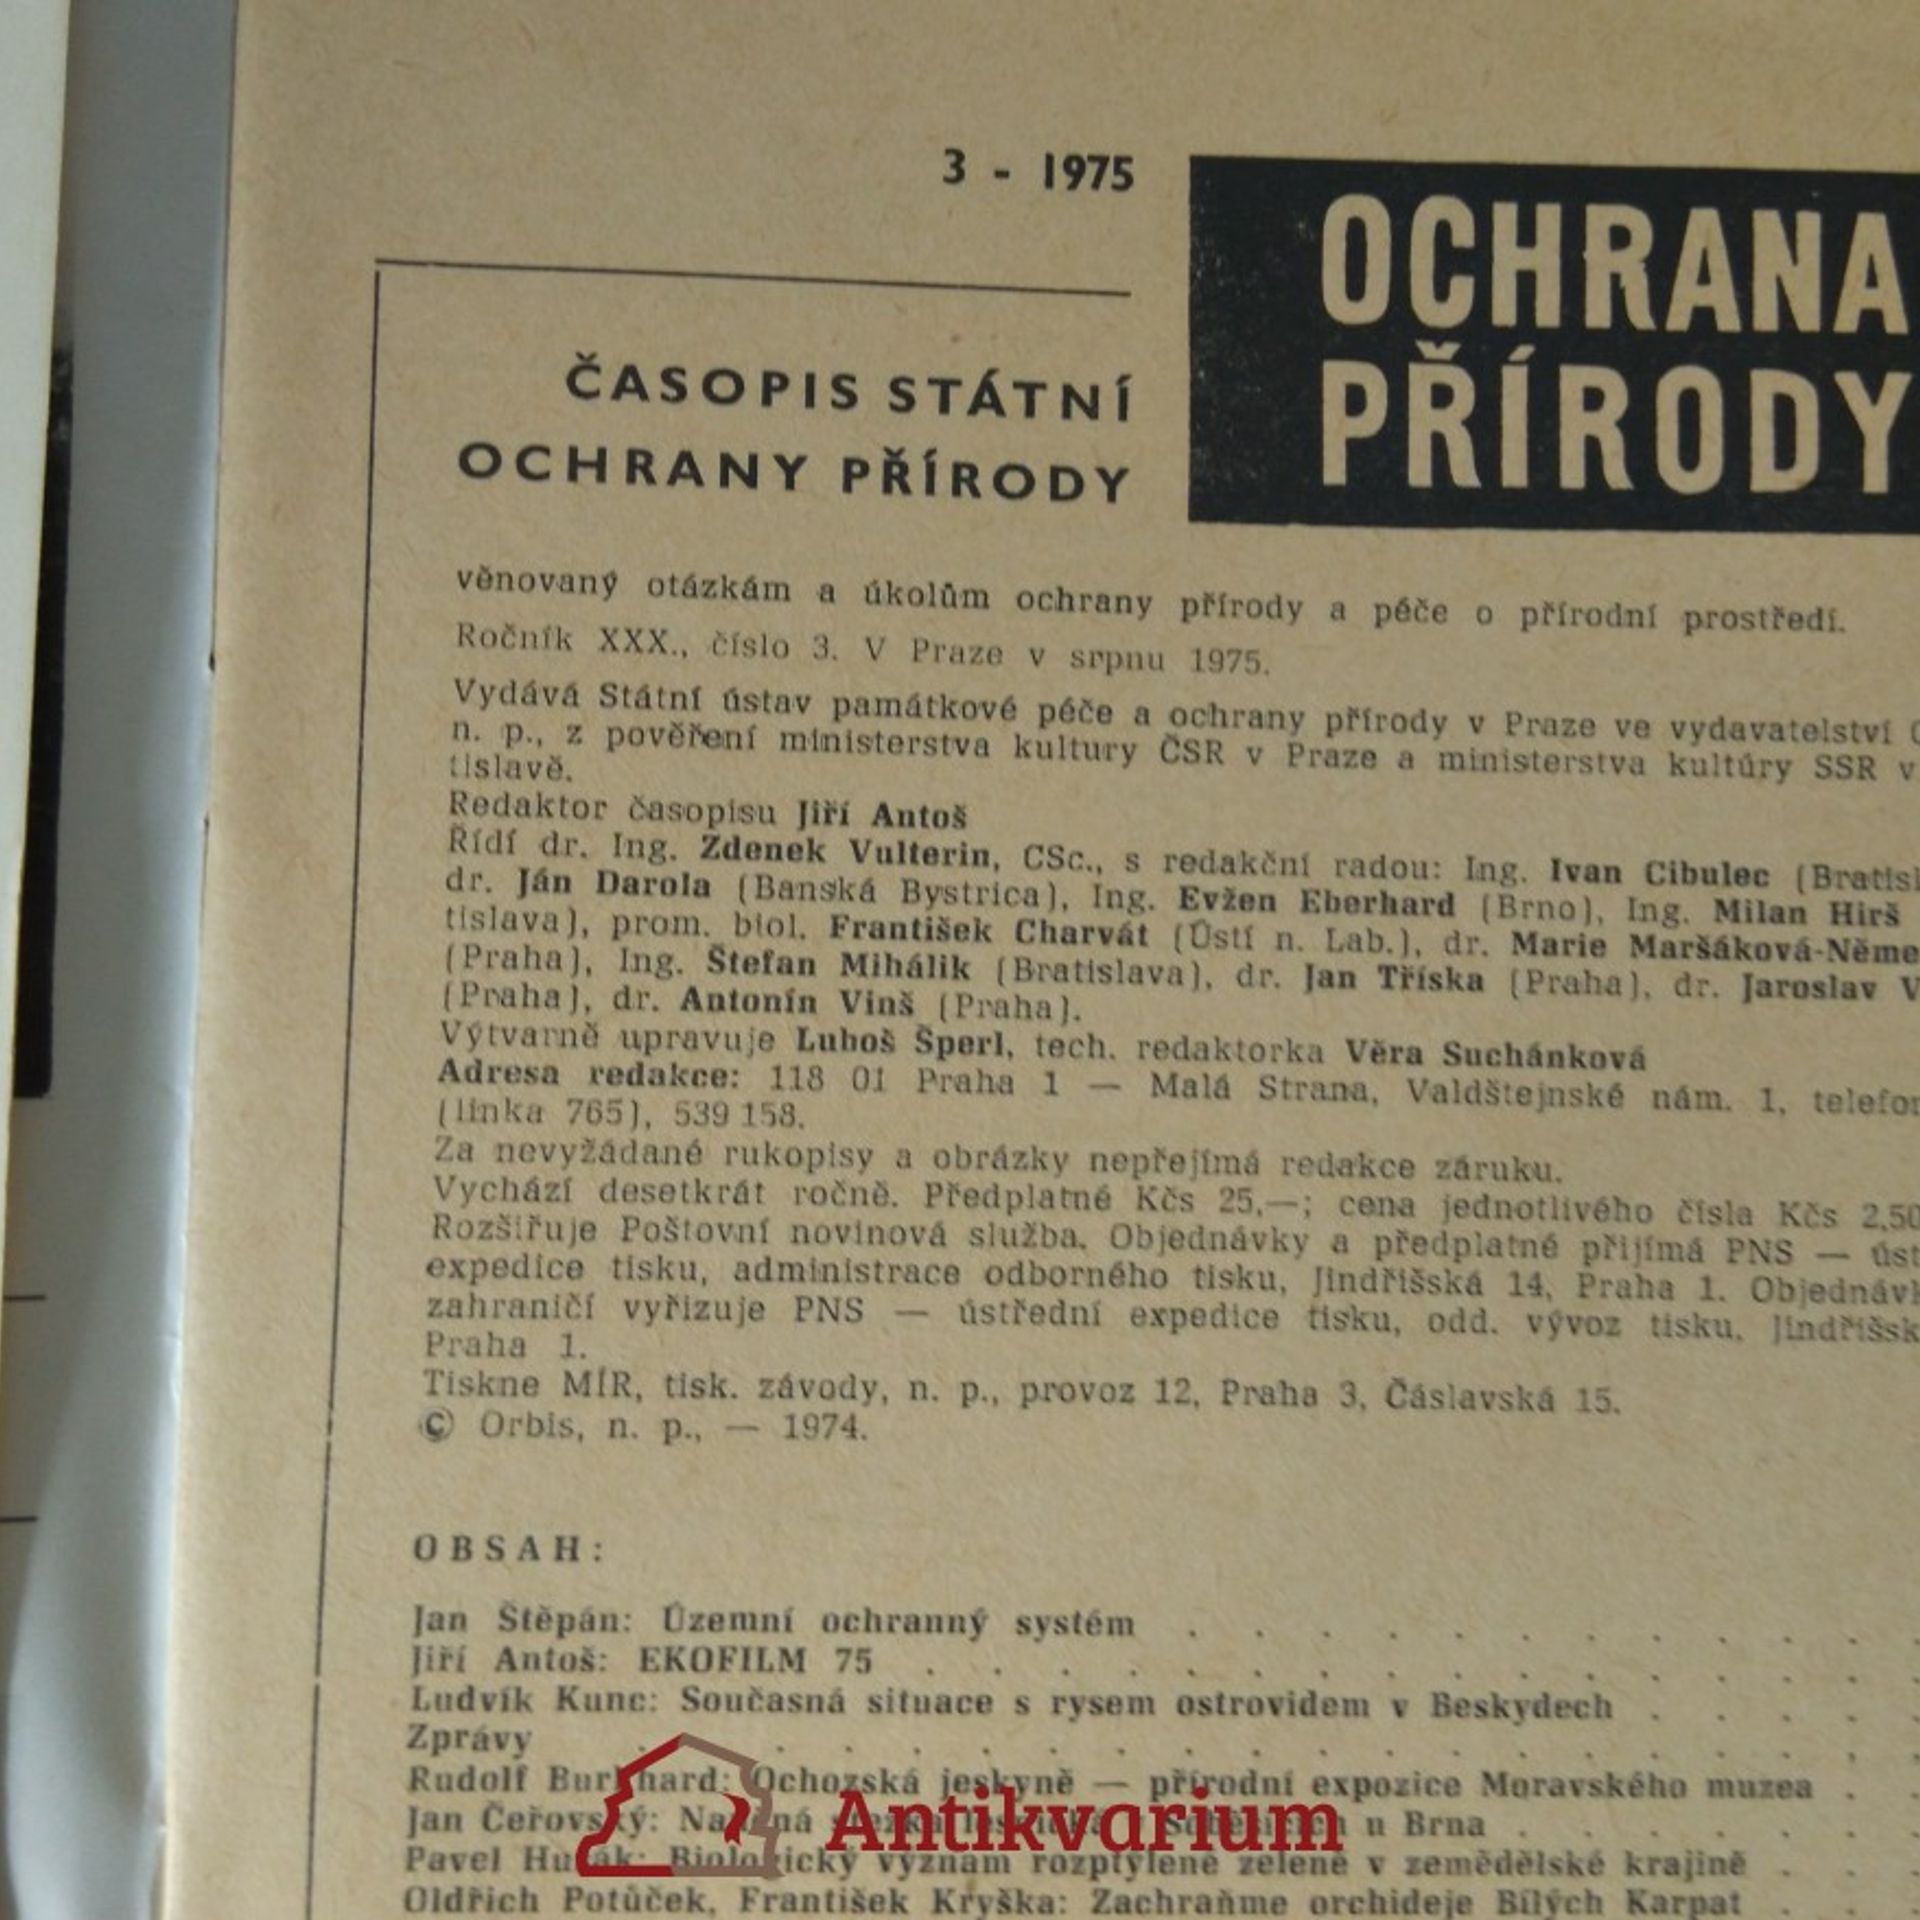 3 - 1975
OCHRANA
PŘÍRODY
ČASOPIS STÁTNÍ
OCHRANY PŘÍRODY
věnovaný otázkám a úkolům ochrany přírody a péče o přírodní prostředí.
Ročník XXX., číslo 3. V Praze v srpnu 1975.
Vydává Státní ústav památkové péče a ochrany přírody v Praze ve vydavatelství
n. p., z pověření ministerstva kultury ČSR v Praze a ministerstva kultúry SSR v
tislavě.
Redaktor časopisu Jiří Antoš
Řídí dr. Ing. Zdenek Vulterin, CSc., s redakční radou: Ing. Ivan Cibulec (Bratisl
dr. Ján Darola (Banská Bystrica), Ing. Evžen Eberhard (Brno), Ing. Milan Hirš
tislava), prom. biol. František Charvát (Ústí n. Lab.), dr. Marie Maršáková-Něme
(Praha), Ing. Štefan Mihálik (Bratislava), dr. Jan Tříska (Praha), dr. Jaroslav V
(Praha), dr. Antonín Vinš (Praha).
Výtvarně upravuje Luboš Šperl, tech. redaktorka Věra Suchánková
Adresa redakce: 118 01 Praha 1 — Malá Strana, Valdštejnské nám. 1, telefon
(linka 765), 539 158.
Za nevyžádané rukopisy a obrázky nepřejímá redakce záruku.
Vychází desetkrát ročně. Předplatné Kčs 25,—; cena jednotlivého čísla Kčs 2,50
Rozšiřuje Poštovní novinová služba. Objednávky a předplatné přijímá PNS — úst
expedice tisku, administrace odborného tisku, Jindřišská 14, Praha 1. Objednávk
zahraničí vyřizuje PNS — ústřední expedice tisku, odd. vývoz tisku, Jindřišsk
Praha 1.
Tiskne MÍR, tisk. závody, n. p., provoz 12, Praha 3, Čáslavská 15.
© Orbis, n. p., — 1974.
OBSAH:
Jan Štěpán: Územní ochranný systém
Jiří Antoš: EKOFILM 75
Ludvík Kunc: Současná situace s rysem ostrovidem v Beskydech
Zprávy
Rudolf Burkhard: Ochozská jeskyně — přírodní expozice Moravského muzea
Jan Čeřovský: Naučná stezka u Brna
Pavel Husák: Biologický význam rozptýlené zeleně v zemědělské krajině
Oldřich Potůček, František Kryška: Zachraňme orchideje Bílých Karpat
Antikvarium